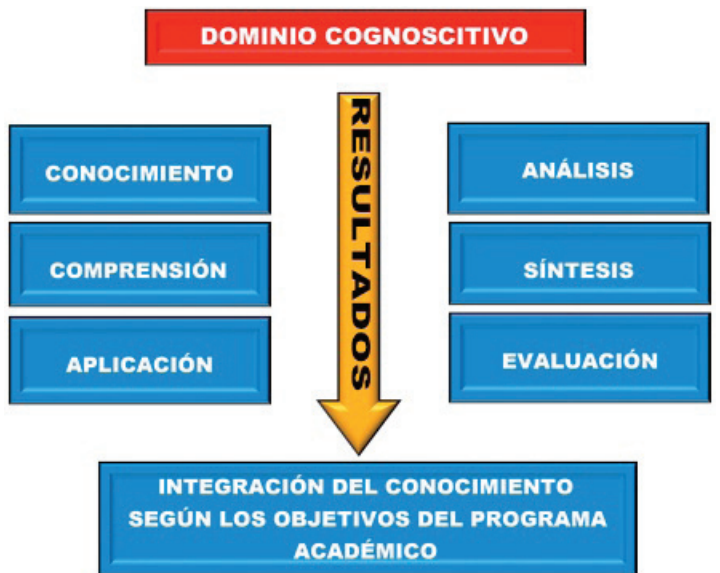 DOMINIO COGNOSCITIVO
RESULTADOS
CONOCIMIENTO
COMPRENSIÓN
APLICACIÓN
ANÁLISIS
SÍNTESIS
EVALUACIÓN
INTEGRACIÓN DEL CONOCIMIENTO
SEGÚN LOS OBJETIVOS DEL PROGRAMA
ACADÉMICO